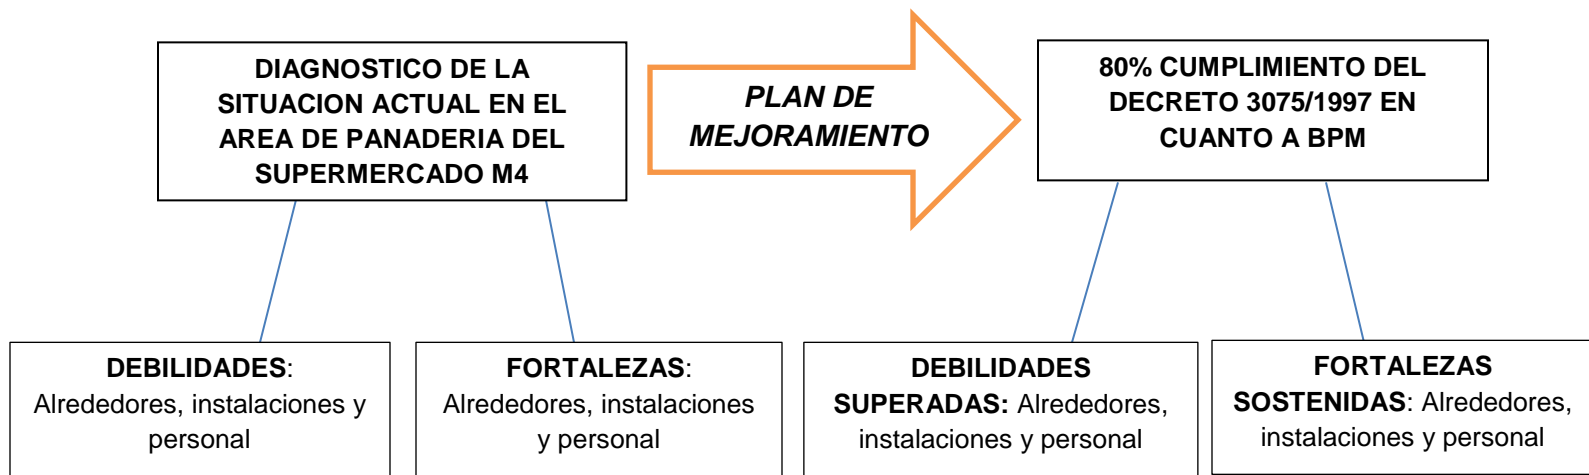 DIAGNOSTICO DE LA
SITUACION ACTUAL EN EL
AREA DE PANADERIA DEL
SUPERMERCADO M4
PLAN DE
MEJORAMIENTO
80% CUMPLIMIENTO DEL
DECRETO 3075/1997 EN
CUANTO A BPM
DEBILIDADES:
Alrededores, instalaciones y
personal
FORTALEZAS:
Alrededores, instalaciones
y personal
DEBILIDADES
SUPERADAS: Alrededores,
instalaciones y personal
FORTALEZAS
SOSTENIDAS: Alrededores,
instalaciones y personal